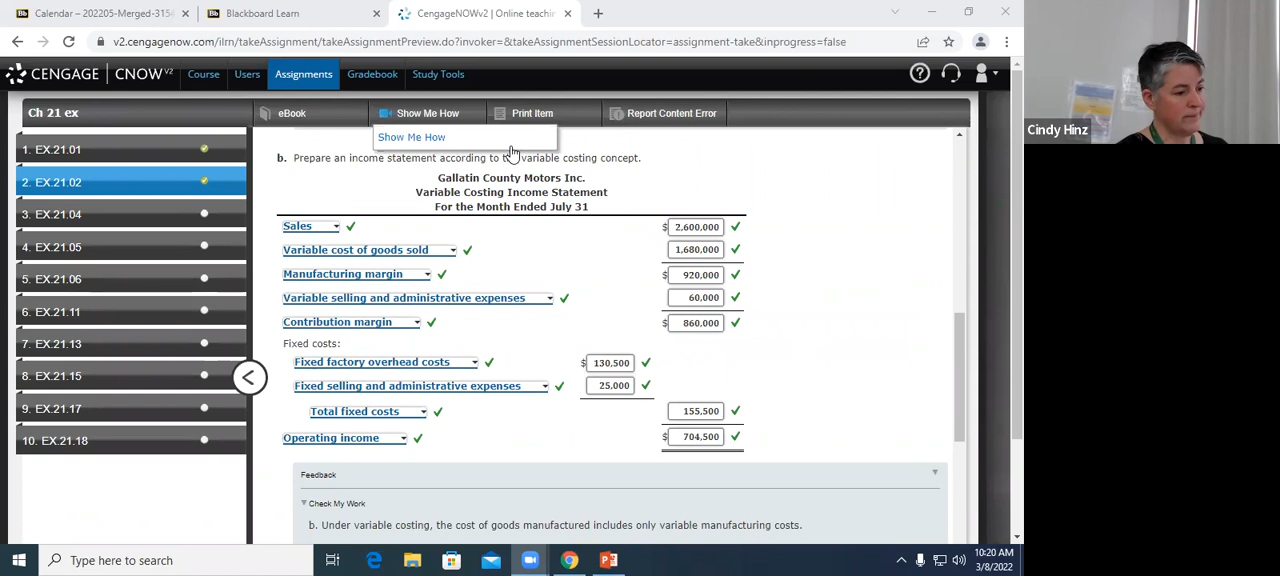 Calendar – 202205-Merged-3154
Blackboard Learn
CengageNOWv2 | Online teachin
v2.cengagenow.com/ilrn/takeAssignment/takeAssignmentPreview.do?invoker=&takeAssignmentSessionLocator=assignment-take&inprogress=false
CENGAGE | CNOWv2 Course Users Assignments Gradebook Study Tools
Ch 21 ex eBook Show Me How Print Item Report Content Error
Show Me How
1. EX.21.01
2. EX.21.02
3. EX.21.04
4. EX.21.05
5. EX.21.06
6. EX.21.11
7. EX.21.13
8. EX.21.15
9. EX.21.17
10. EX.21.18
b. Prepare an income statement according to the variable costing concept.
Gallatin County Motors Inc.
Variable Costing Income Statement
For the Month Ended July 31
Sales $ 2,600,000
Variable cost of goods sold 1,680,000
Manufacturing margin $ 920,000
Variable selling and administrative expenses 60,000
Contribution margin $ 860,000
Fixed costs:
Fixed factory overhead costs $ 130,500
Fixed selling and administrative expenses 25,000
Total fixed costs 155,500
Operating income $ 704,500
Feedback
Check My Work
b. Under variable costing, the cost of goods manufactured includes only variable manufacturing costs.
Type here to search
10:20 AM
3/8/2022
Cindy Hinz